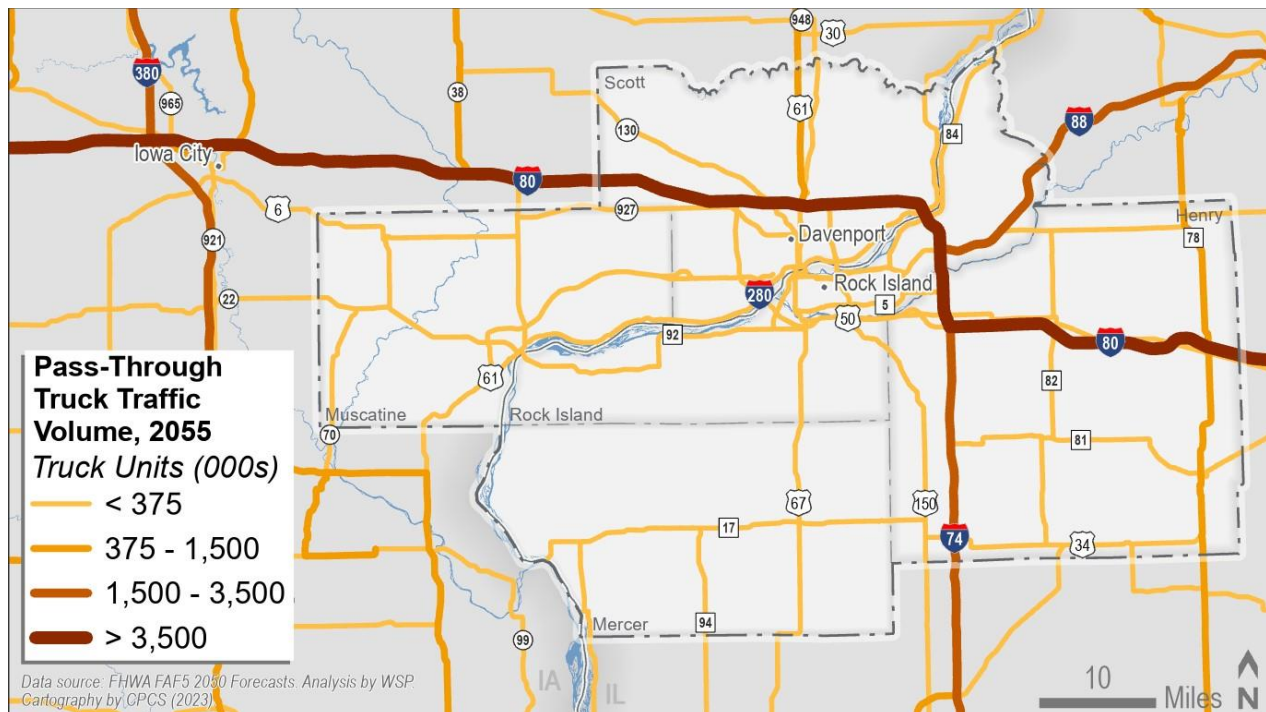 948
30
380
Scott
38
965
61
88
130
84
Iowa City
80
6
927
Henry
921
78
Davenport
280
Rock Island
22
5
50
92
80
61
82
Pass-Through
Truck Traffic
Volume, 2055
Truck Units (000s)
< 375
375 - 1,500
1,500 - 3,500
> 3,500
Muscatine
Rock Island
70
81
67
150
17
74
34
Mercer
94
99
IA
IL
Data source: FHWA FAF5 2050 Forecasts. Analysis by WSP
Cartography by CPCS (2023)
10
Miles
N